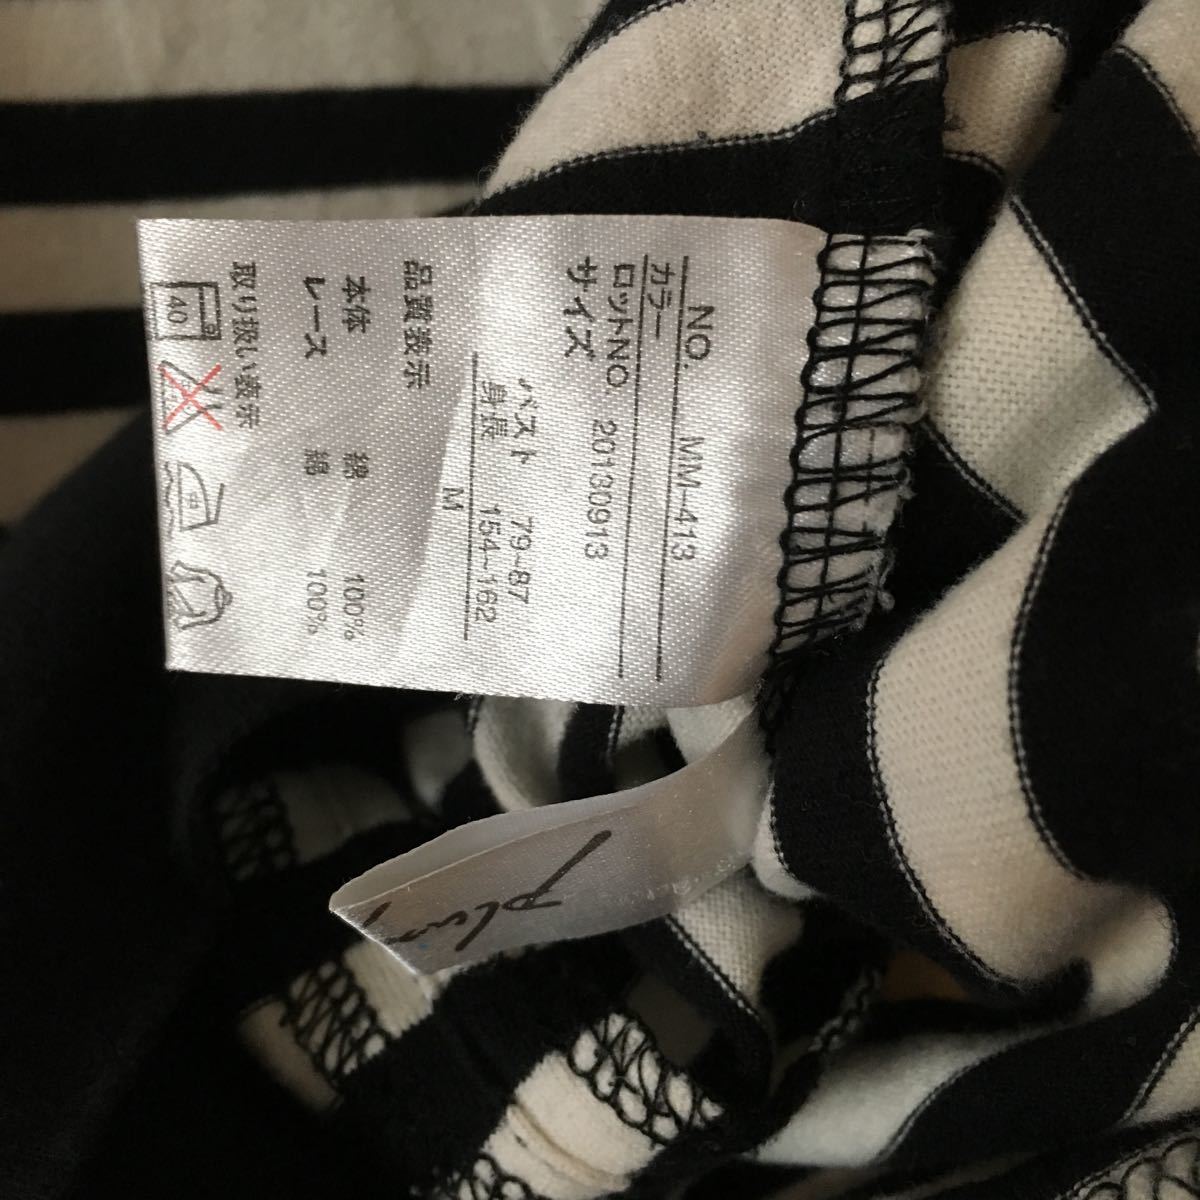 NO. MM-413
カラー
ロットNO. 20130913
サイズ
バスト 79-87
身長 154-162
M
品質表示
本体 綿 100%
レース 綿 100%
取り扱い表示
40